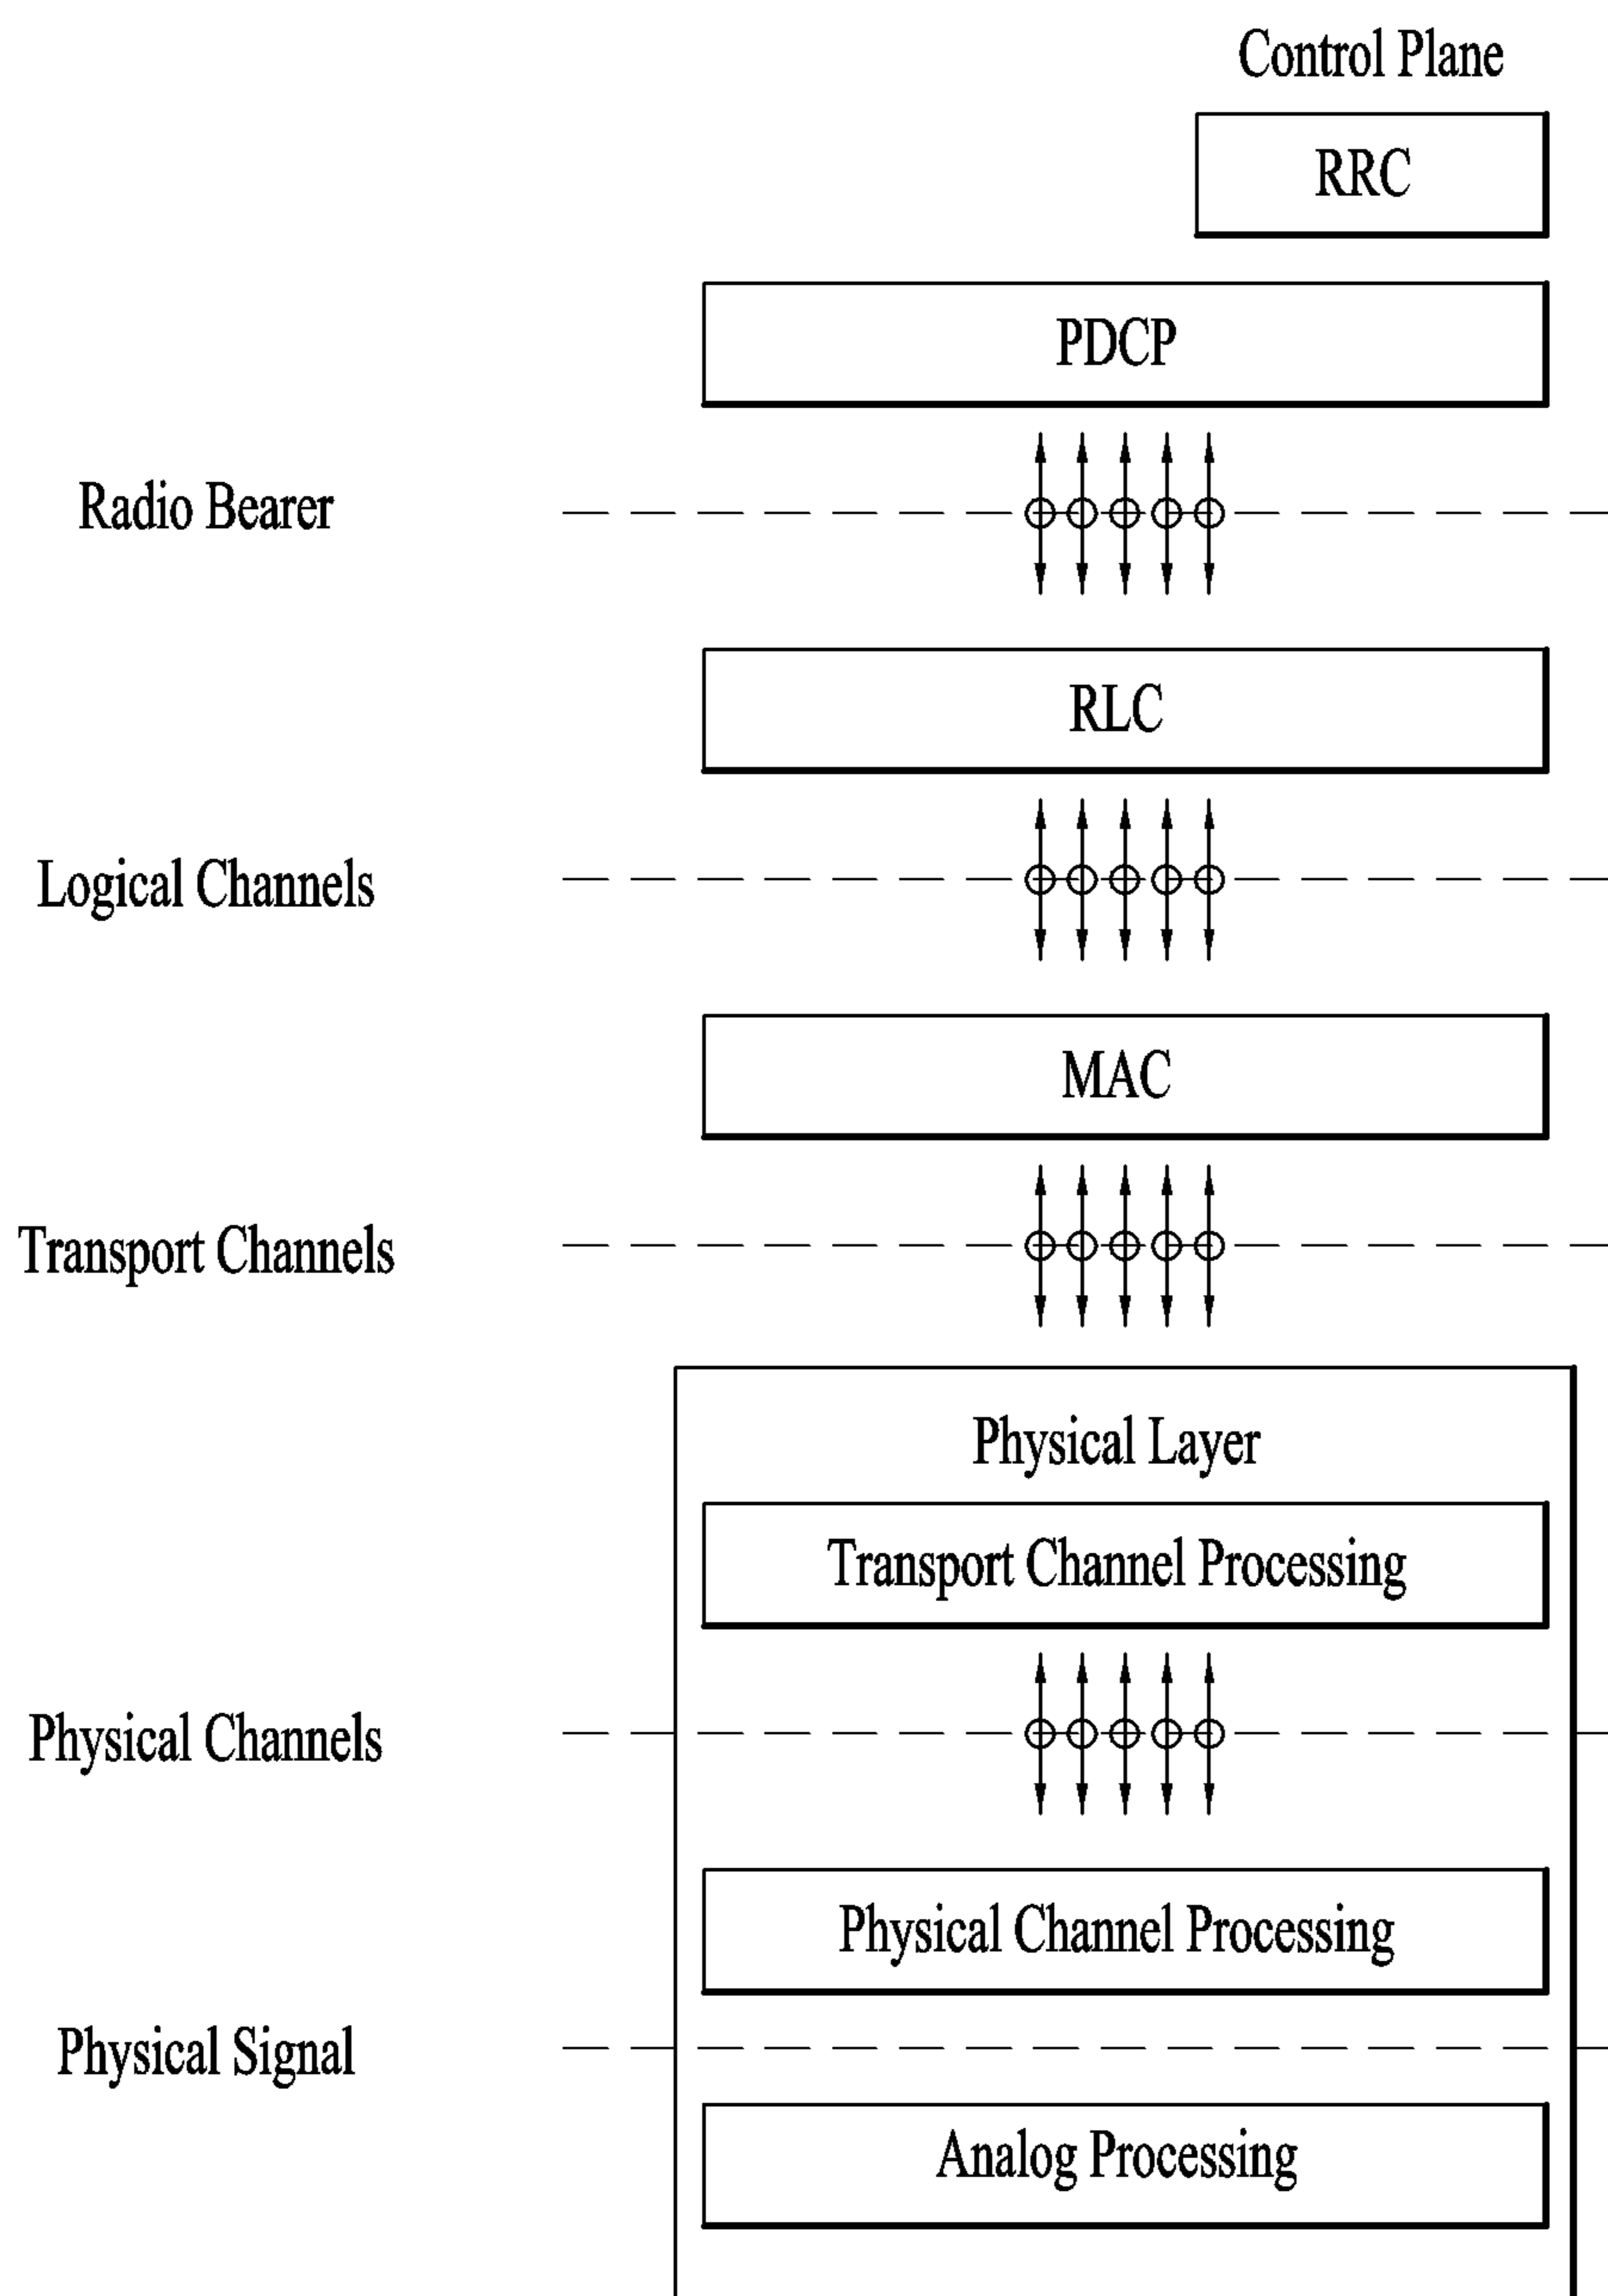 Control Plane
RRC
PDCP
Radio Bearer
RLC
Logical Channels
MAC
Transport Channels
Physical Layer
Transport Channel Processing
Physical Channels
Physical Channel Processing
Physical Signal
Analog Processing